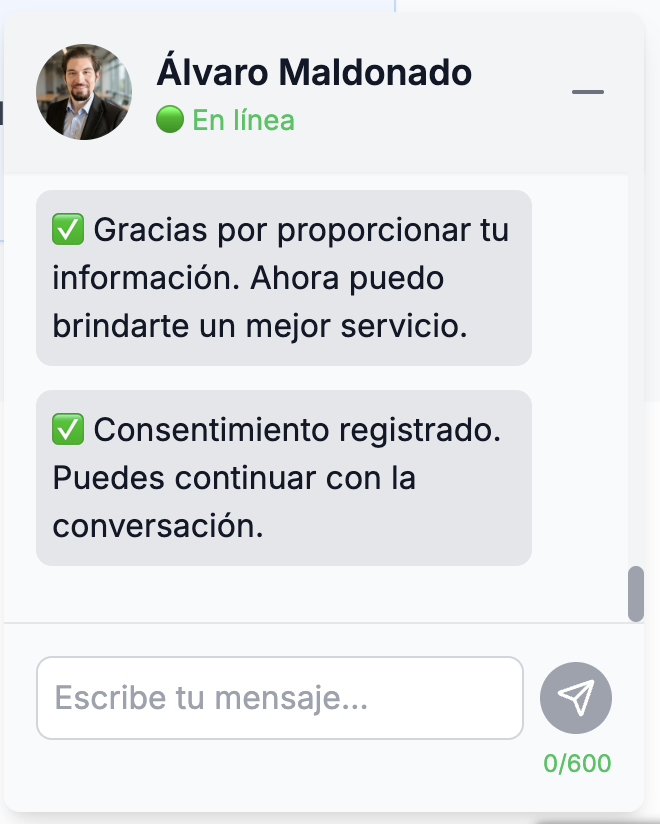 Álvaro Maldonado
En línea
✅ Gracias por proporcionar tu
información. Ahora puedo
brindarte un mejor servicio.
✅ Consentimiento registrado.
Puedes continuar con la
conversación.
Escribe tu mensaje...
0/600